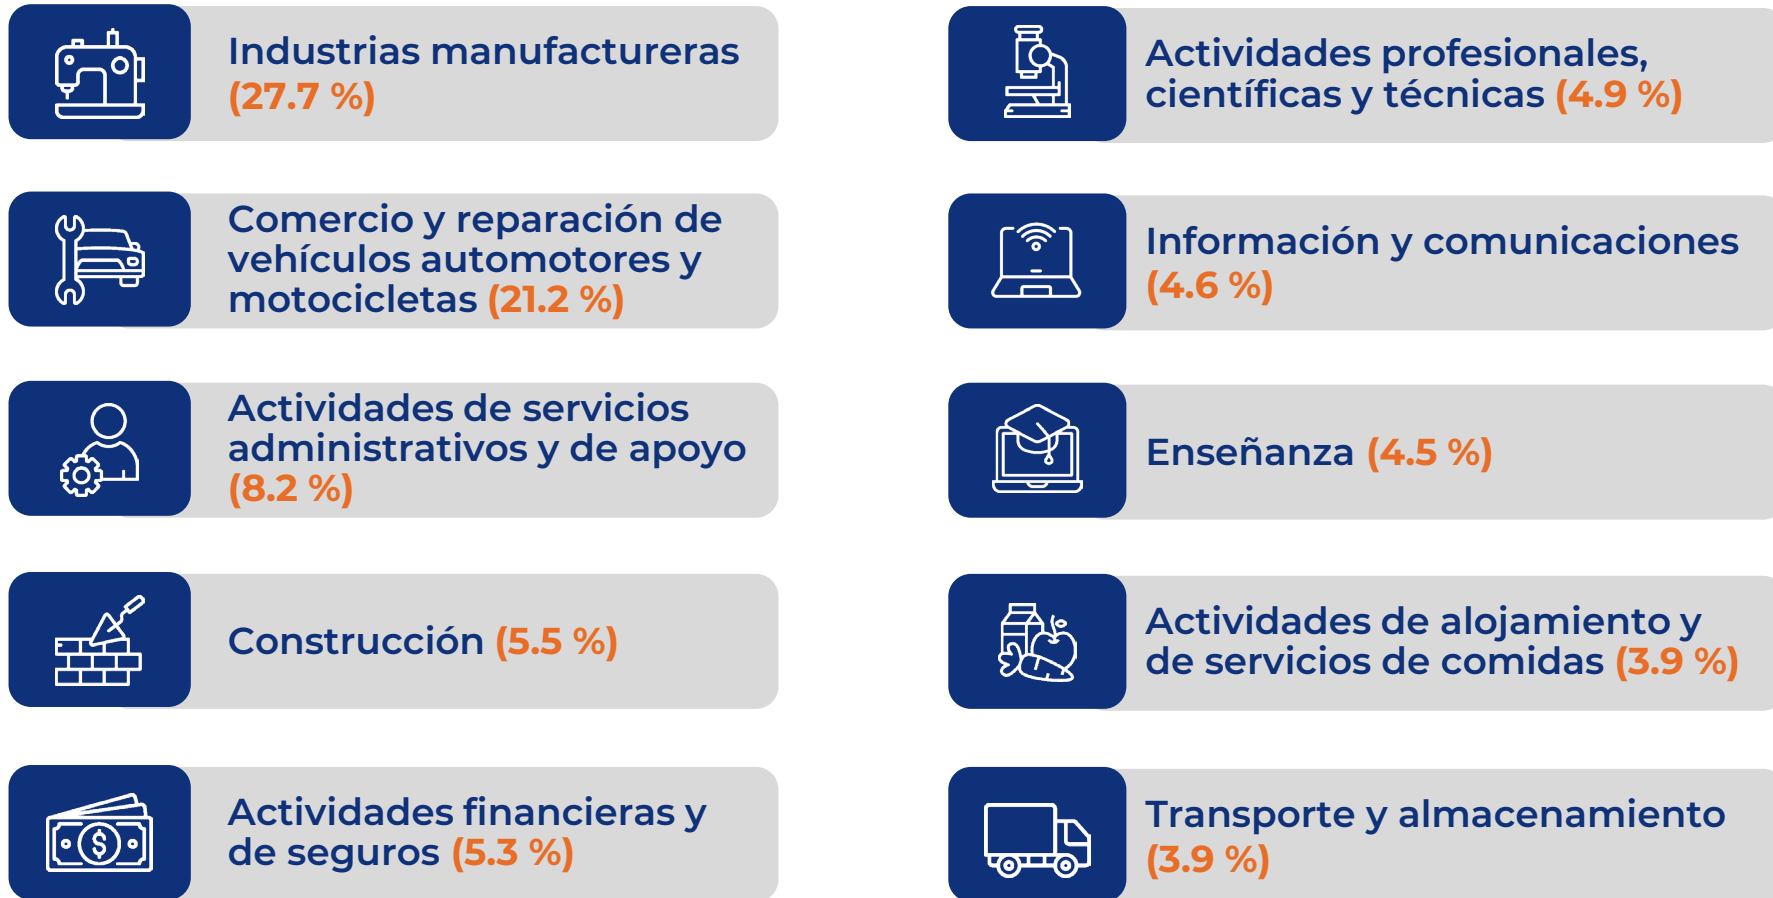 Industrias manufactureras
(27.7 %)
Comercio y reparación de
vehículos automotores y
motocicletas (21.2 %)
Actividades de servicios
administrativos y de apoyo
(8.2 %)
Construcción (5.5 %)
Actividades financieras y
de seguros (5.3 %)
Actividades profesionales,
científicas y técnicas (4.9 %)
Información y comunicaciones
(4.6 %)
Enseñanza (4.5 %)
Actividades de alojamiento y
de servicios de comidas (3.9 %)
Transporte y almacenamiento
(3.9 %)